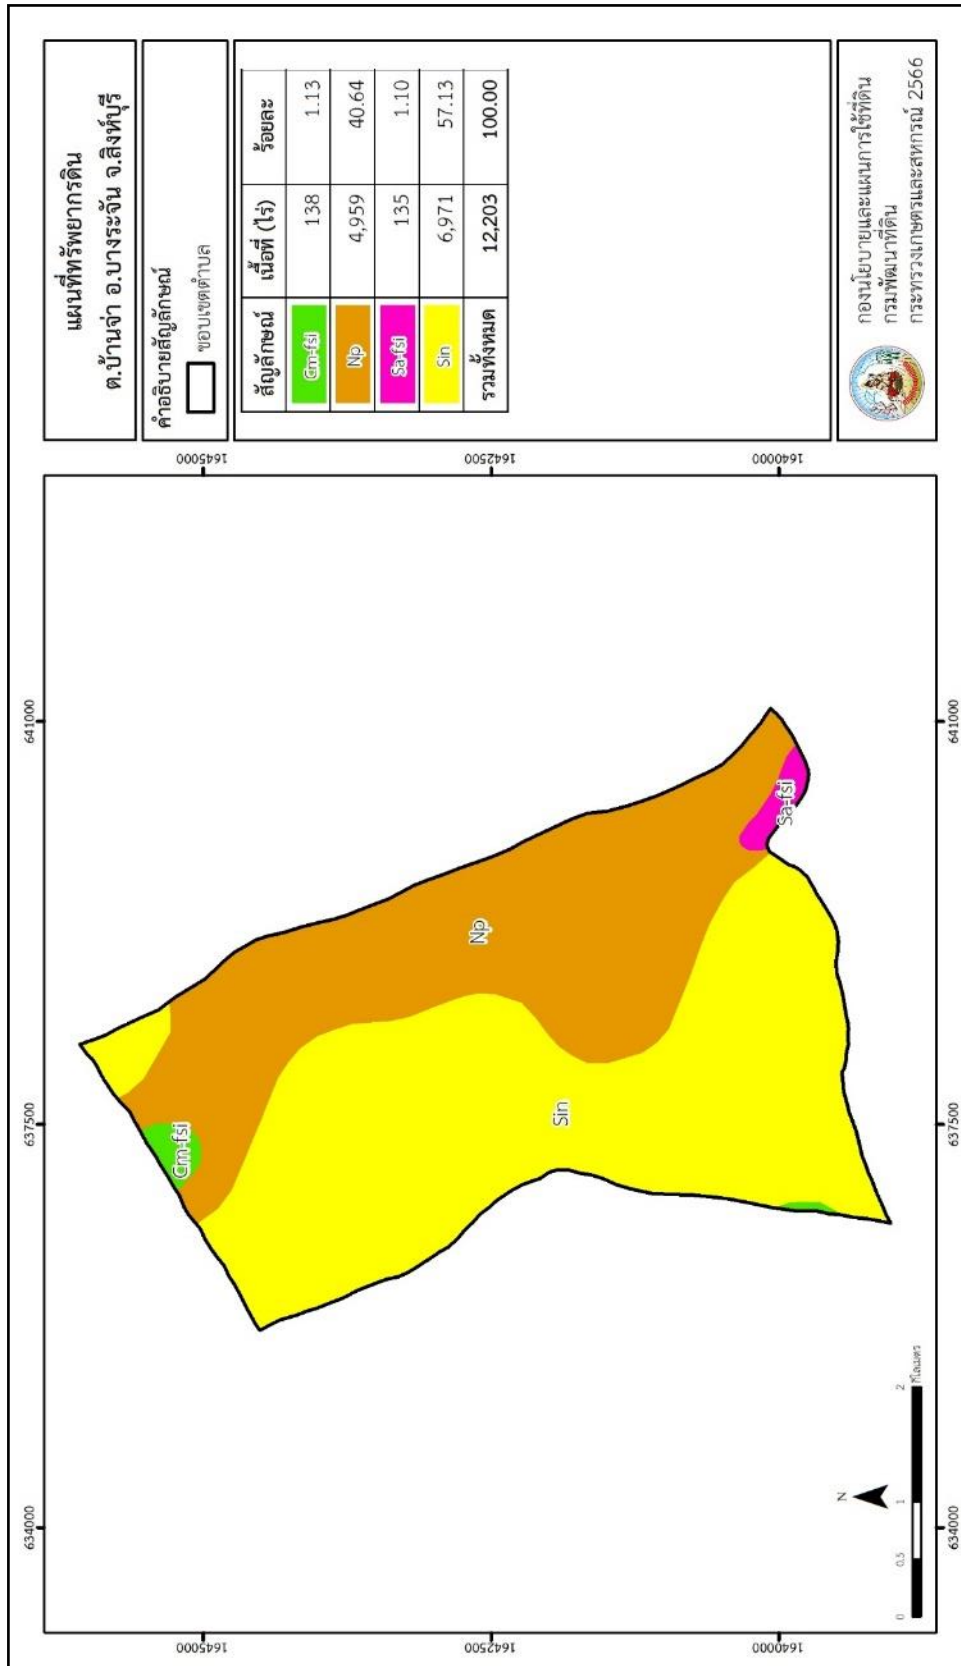 แผนที่ทรัพยากรดิน
ต.บ้านจ่า อ.บางระจัน จ.สิงห์บุรี
คำอธิบายสัญลักษณ์
ขอบเขตตำบล
สัญลักษณ์ เนื้อที่ (ไร่) ร้อยละ
Cm-fsi 138 1.13
Np 4,959 40.64
Sa-fsi 135 1.10
Sin 6,971 57.13
รวมทั้งหมด 12,203 100.00
กองนโยบายและแผนการใช้ที่ดิน
กรมพัฒนาที่ดิน
กระทรวงเกษตรและสหกรณ์ 2566
634000 637500 641000
1645000 1645000
1642500 1642500
1640000 1640000
634000 637500 641000
Cm-fsi
Np
Sin
Sa-fsi
N
0 0.5 1 2
กิโลเมตร